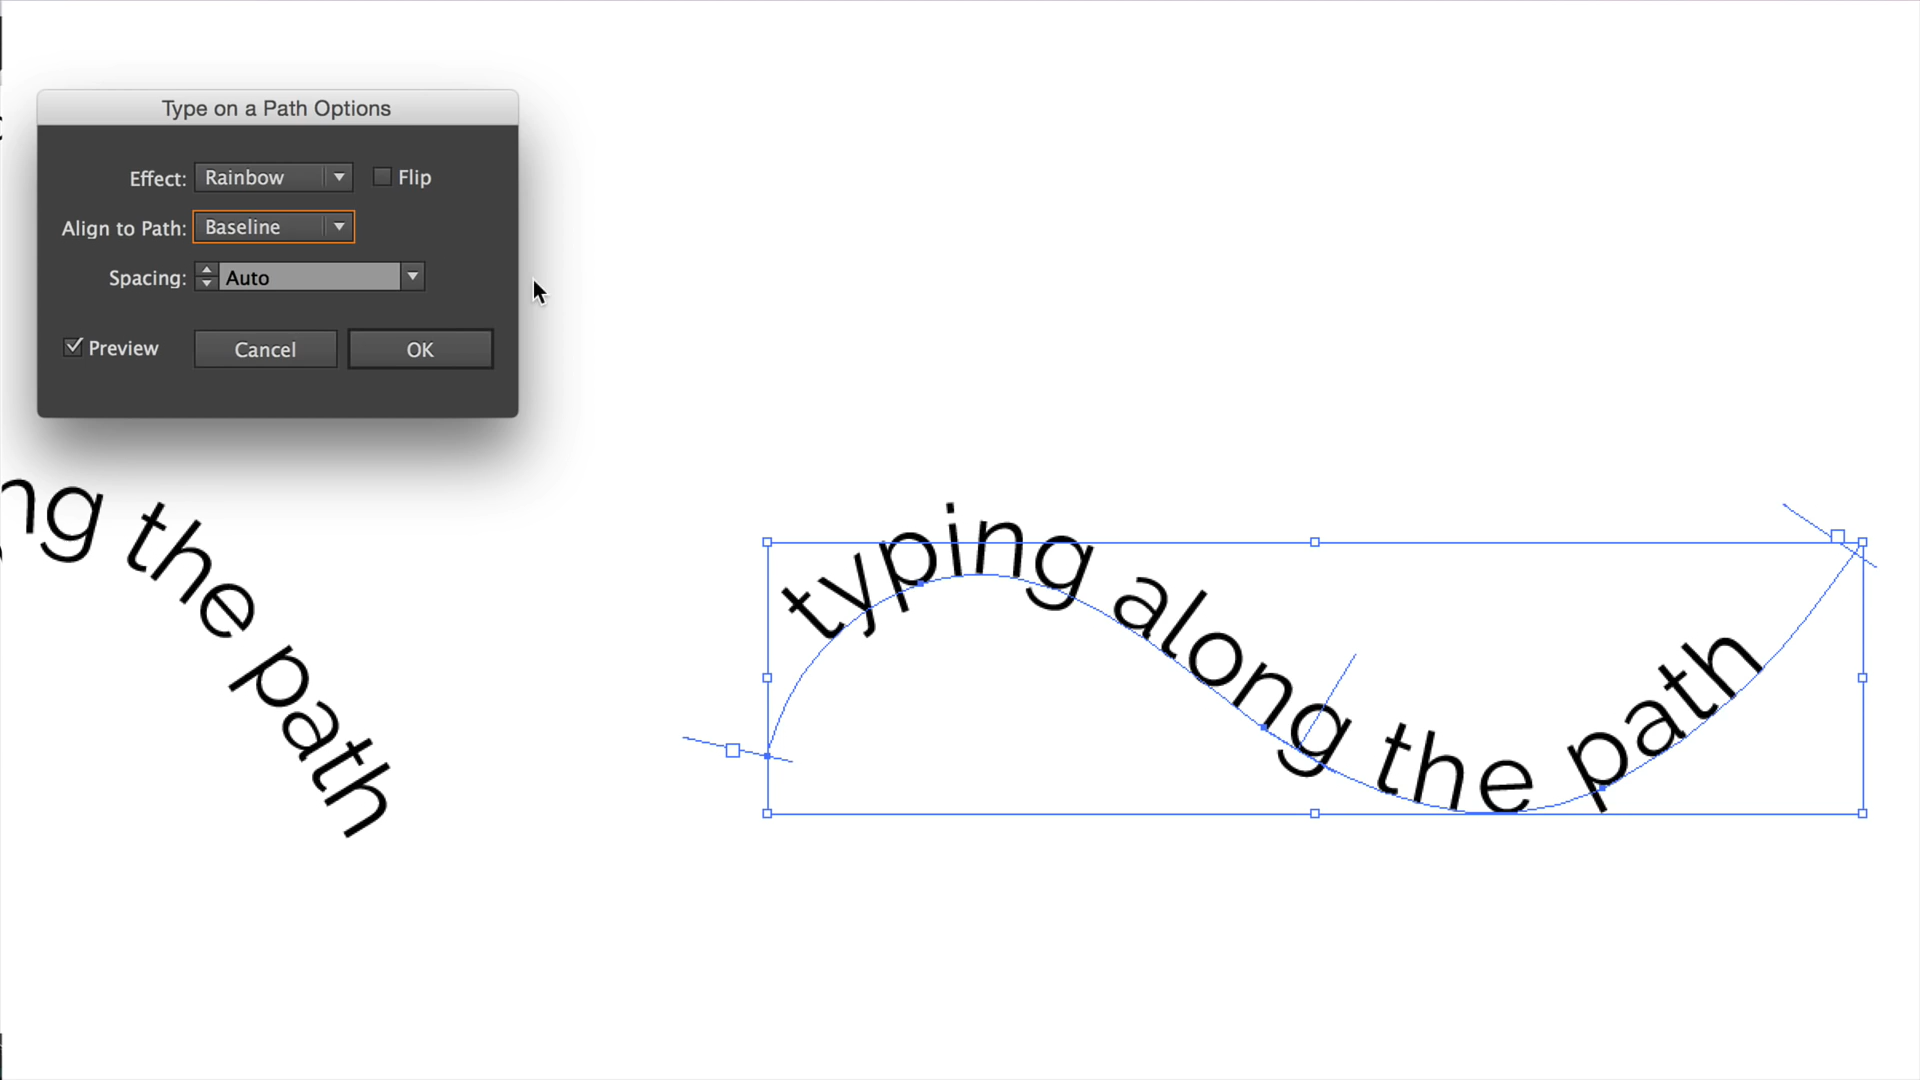 Type on a Path Options
Effect: Rainbow Flip
Align to Path: Baseline
Spacing: Auto
Preview Cancel OK
ng the path
typing along the path